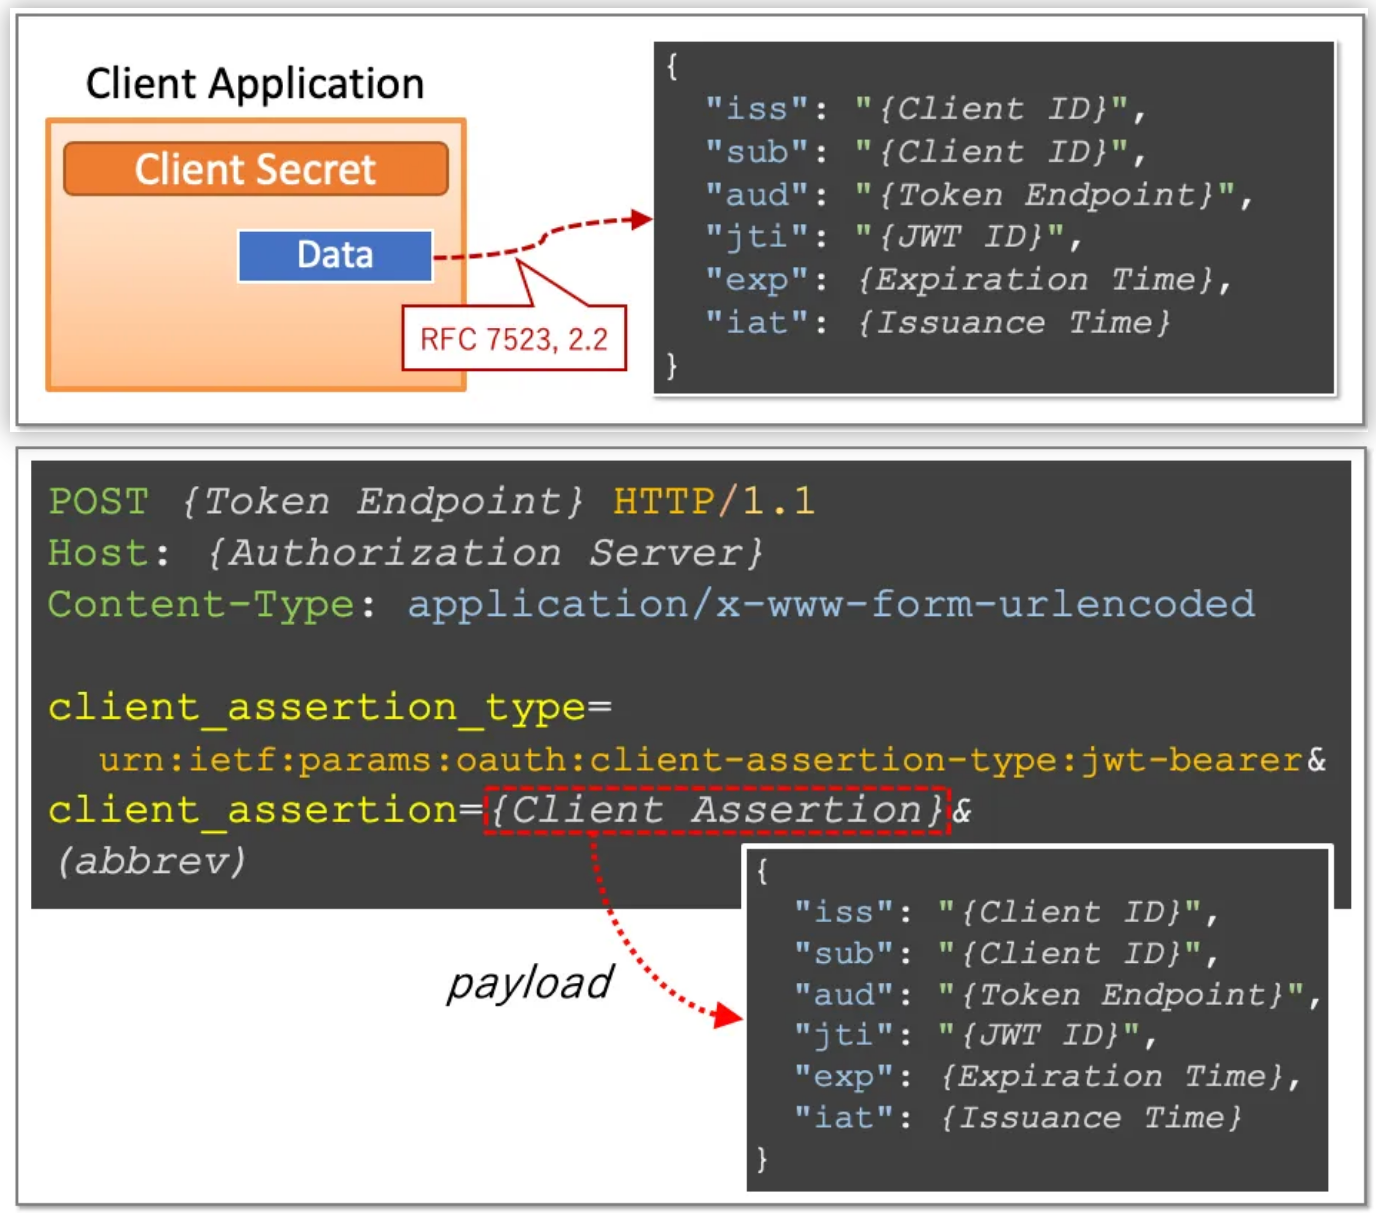 Client Application
Client Secret
Data
RFC 7523, 2.2
{
"iss": "{Client ID}",
"sub": "{Client ID}",
"aud": "{Token Endpoint}",
"jti": "{JWT ID}",
"exp": {Expiration Time},
"iat": {Issuance Time}
}
POST {Token Endpoint} HTTP/1.1
Host: {Authorization Server}
Content-Type: application/x-www-form-urlencoded
client_assertion_type=
urn:ietf:params:oauth:client-assertion-type:jwt-bearer&
client_assertion={Client Assertion}&
(abbrev)
payload
{
"iss": "{Client ID}",
"sub": "{Client ID}",
"aud": "{Token Endpoint}",
"jti": "{JWT ID}",
"exp": {Expiration Time},
"iat": {Issuance Time}
}